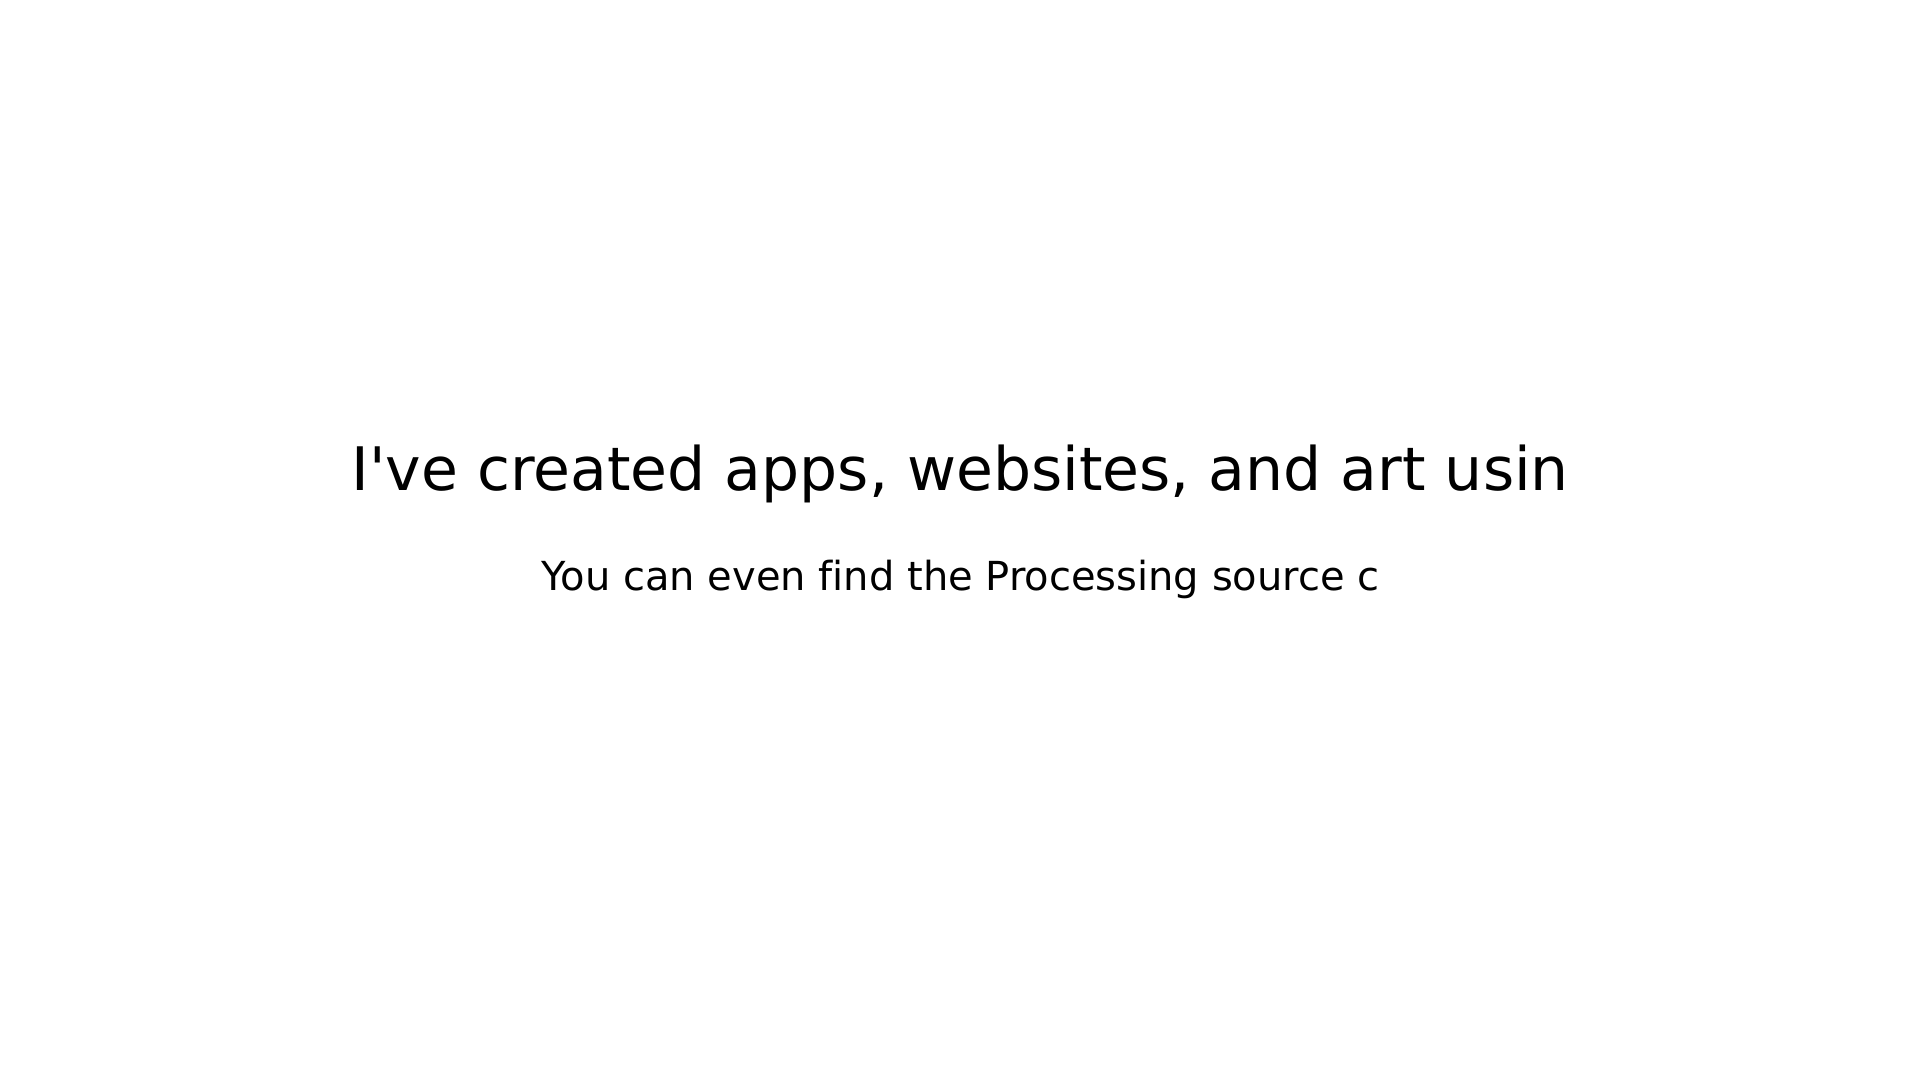 I've created apps, websites, and art usin
You can even find the Processing source c